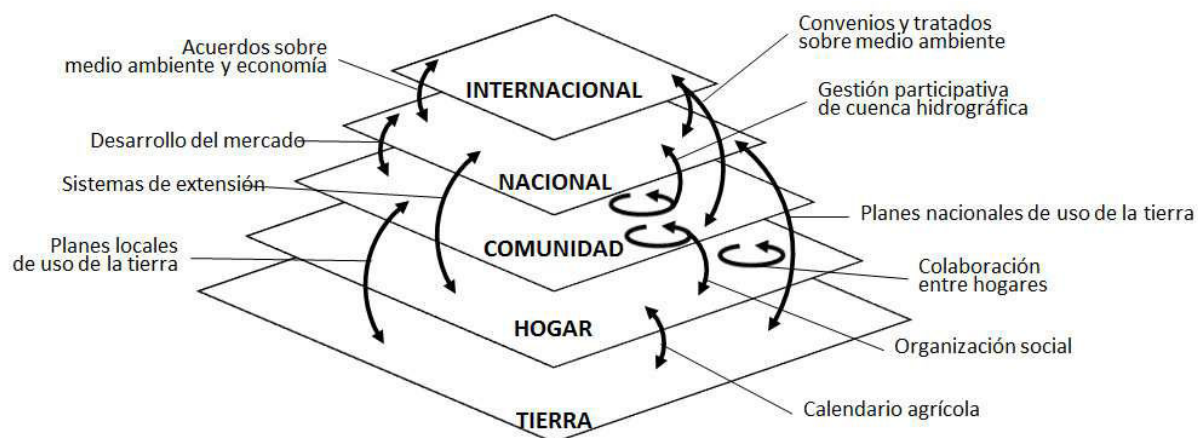 Acuerdos sobre
medio ambiente y economía
Desarrollo del mercado
Sistemas de extensión
Planes locales
de uso de la tierra
INTERNACIONAL
NACIONAL
COMUNIDAD
HOGAR
TIERRA
Convenios y tratados
sobre medio ambiente
Gestión participativa
de cuenca hidrográfica
Planes nacionales de uso de la tierra
Colaboración
entre hogares
Organización social
Calendario agrícola